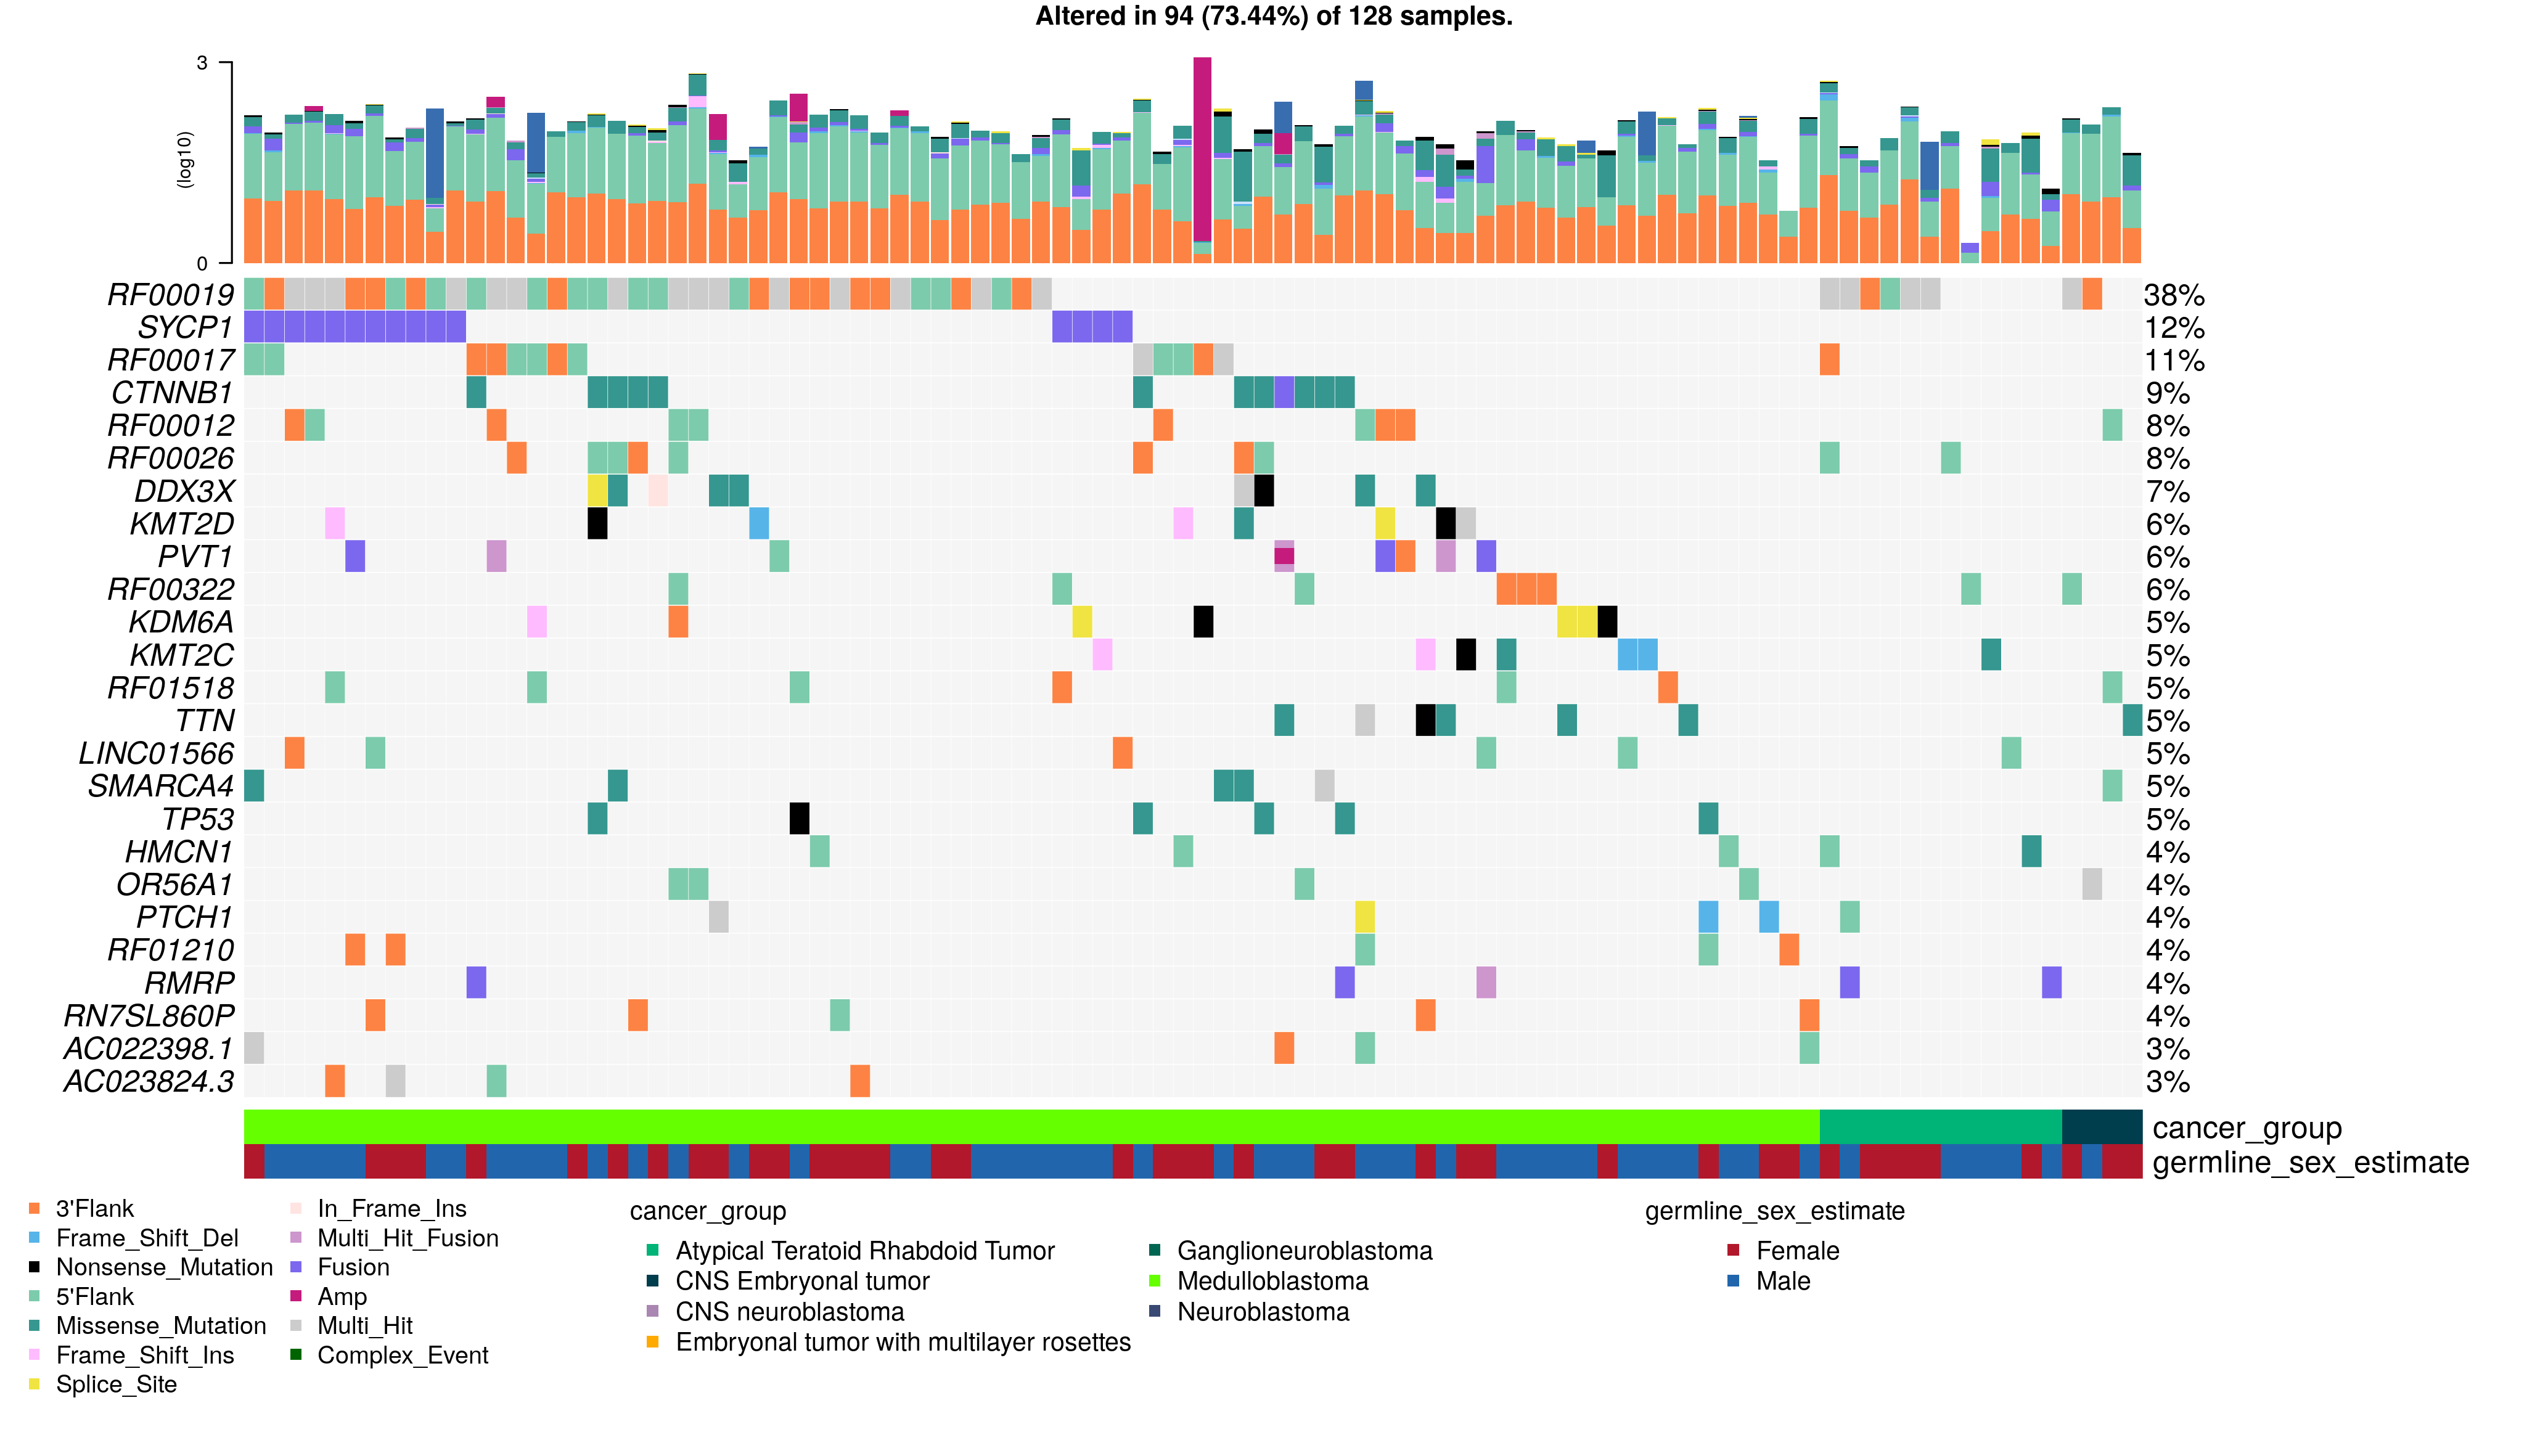 Altered in 94 (73.44%) of 128 samples.
3
(log10)
0
RF00019 38%
SYCP1 12%
RF00017 11%
CTNNB1 9%
RF00012 8%
RF00026 8%
DDX3X 7%
KMT2D 6%
PVT1 6%
RF00322 6%
KDM6A 5%
KMT2C 5%
RF01518 5%
TTN 5%
LINC01566 5%
SMARCA4 5%
TP53 5%
HMCN1 4%
OR56A1 4%
PTCH1 4%
RF01210 4%
RMRP 4%
RN7SL860P 4%
AC022398.1 3%
AC023824.3 3%
cancer_group
germline_sex_estimate
3'Flank
Frame_Shift_Del
Nonsense_Mutation
5'Flank
Missense_Mutation
Frame_Shift_Ins
Splice_Site
In_Frame_Ins
Multi_Hit_Fusion
Fusion
Amp
Multi_Hit
Complex_Event
cancer_group
Atypical Teratoid Rhabdoid Tumor
CNS Embryonal tumor
CNS neuroblastoma
Embryonal tumor with multilayer rosettes
Ganglioneuroblastoma
Medulloblastoma
Neuroblastoma
germline_sex_estimate
Female
Male